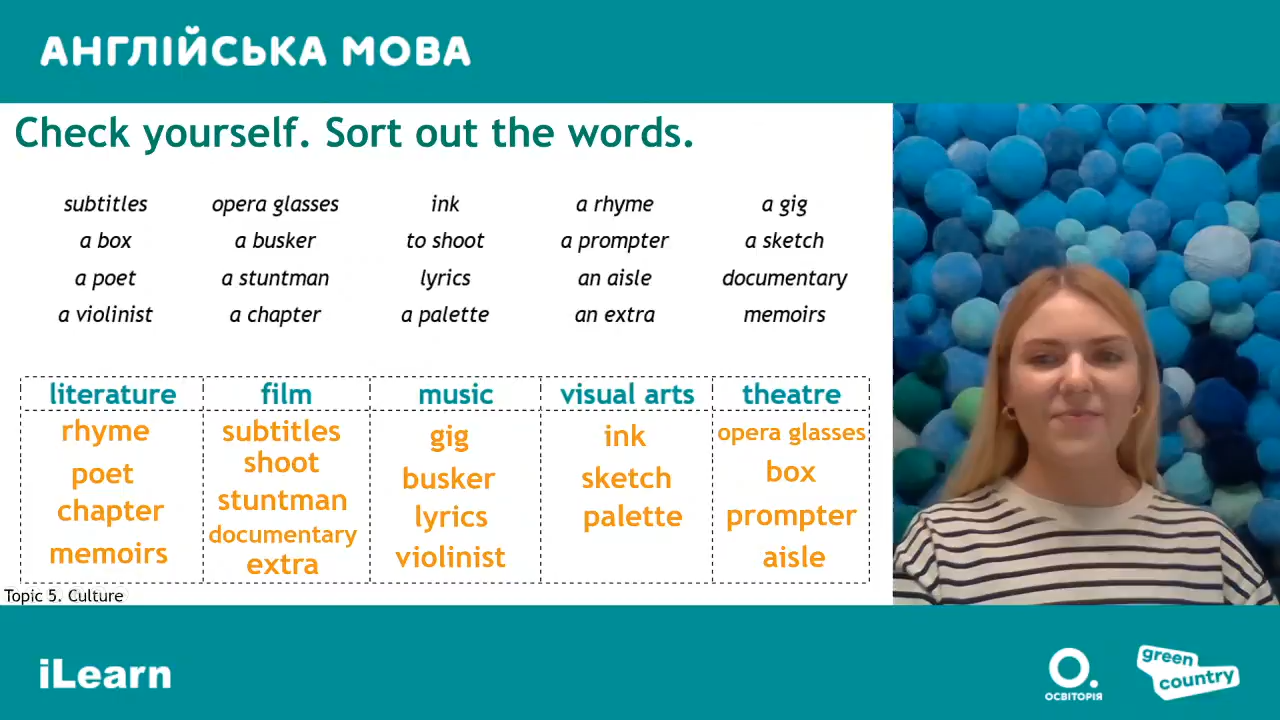 АНГЛІЙСЬКА МОВА
Check yourself. Sort out the words.
subtitles opera glasses ink a rhyme a gig
a box a busker to shoot a prompter a sketch
a poet a stuntman lyrics an aisle documentary
a violinist a chapter a palette an extra memoirs
literature film music visual arts theatre
rhyme subtitles gig ink opera glasses
poet shoot busker sketch box
chapter stuntman lyrics palette prompter
memoirs documentary violinist aisle
extra
Topic 5. Culture
iLearn
О.
ОСВІТОРІЯ
green
country